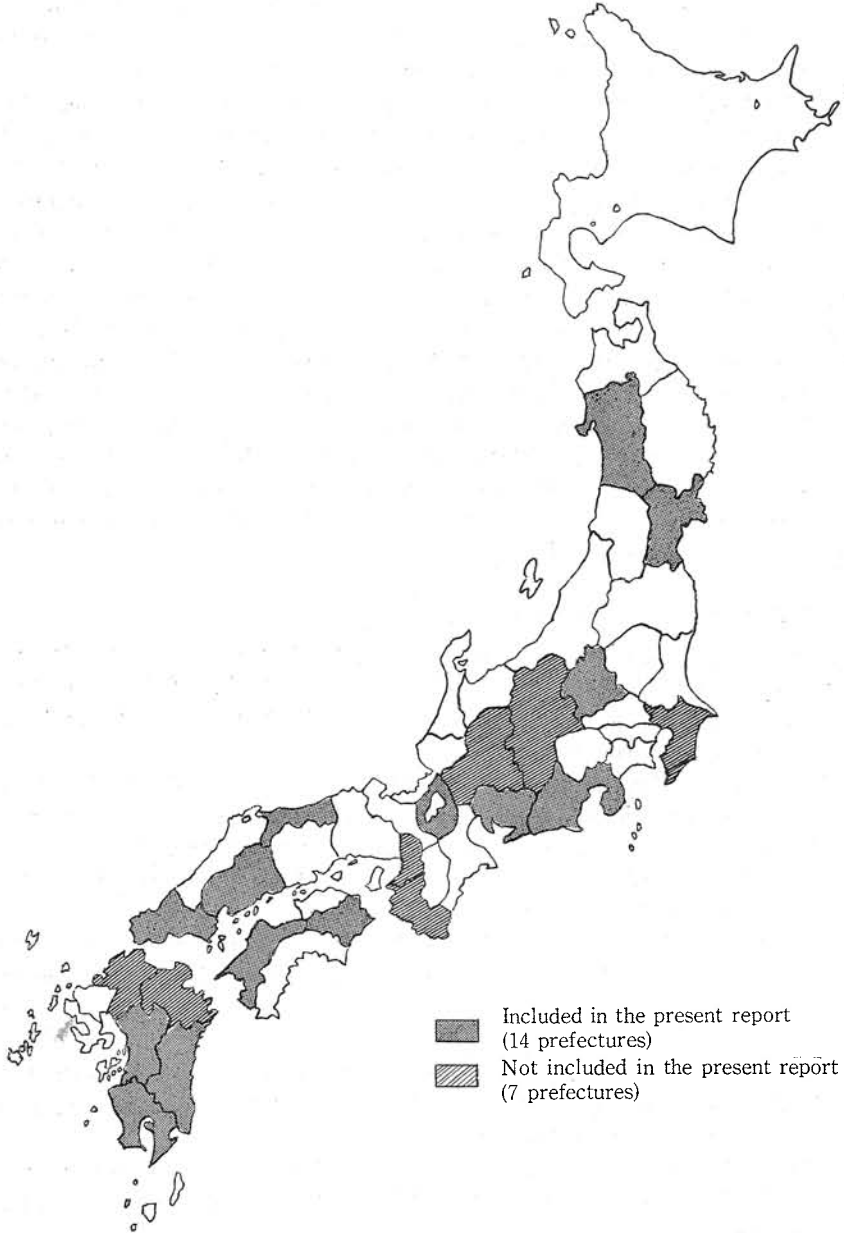 Included in the present report
(14 prefectures)
Not included in the present report
(7 prefectures)